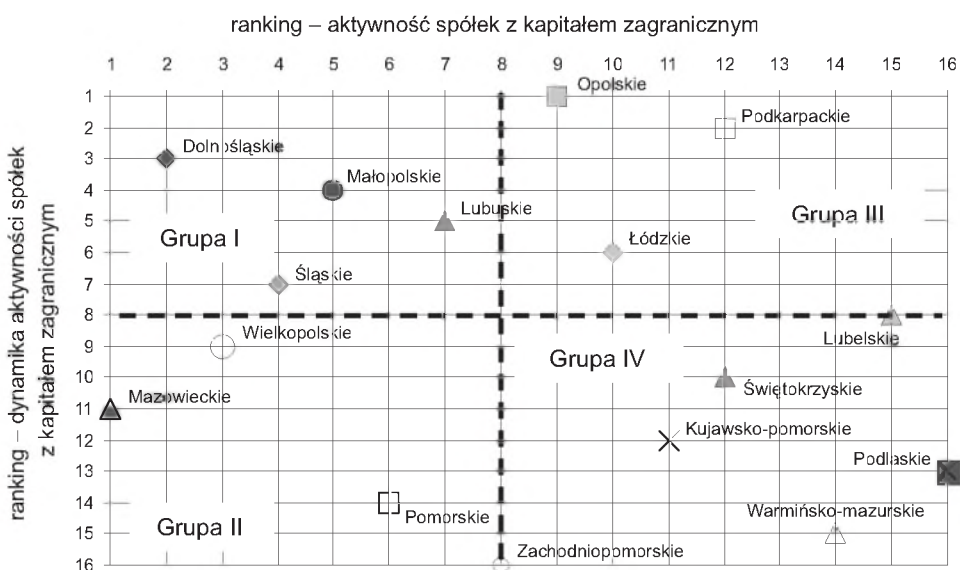 ranking – aktywność spółek z kapitałem zagranicznym
1 2 3 4 5 6 7 8 9 10 11 12 13 14 15 16
ranking – dynamika aktywności spółek
z kapitałem zagranicznym
1
2
3
4
5
6
7
8
9
10
11
12
13
14
15
16
Opolskie
Podkarpackie
Dolnośląskie
Małopolskie
Lubuskie
Grupa III
Grupa I
Łódzkie
Śląskie
Wielkopolskie
Lubelskie
Grupa IV
Świętokrzyskie
Mazowieckie
Kujawsko-pomorskie
Podlaskie
Pomorskie
Warmińsko-mazurskie
Grupa II
Zachodniopomorskie